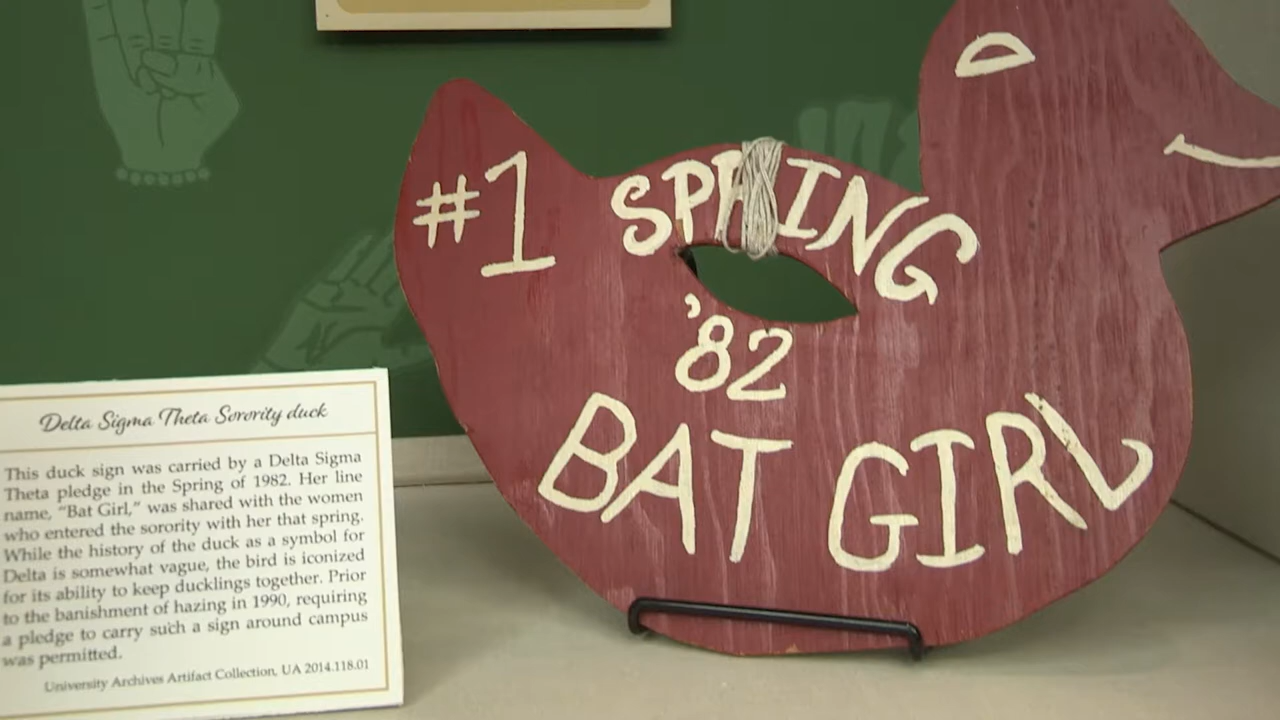 #1
SPRING
'82
BAT GIRL
Delta Sigma Theta Sorority duck
This duck sign was carried by a Delta Sigma
Theta pledge in the Spring of 1982. Her line
name, “Bat Girl,” was shared with the women
who entered the sorority with her that spring.
While the history of the duck as a symbol for
Delta is somewhat vague, the bird is iconized
for its ability to keep ducklings together. Prior
to the banishment of hazing in 1990, requiring
a pledge to carry such a sign around campus
was permitted.
University Archives Artifact Collection, UA 2014.118.01